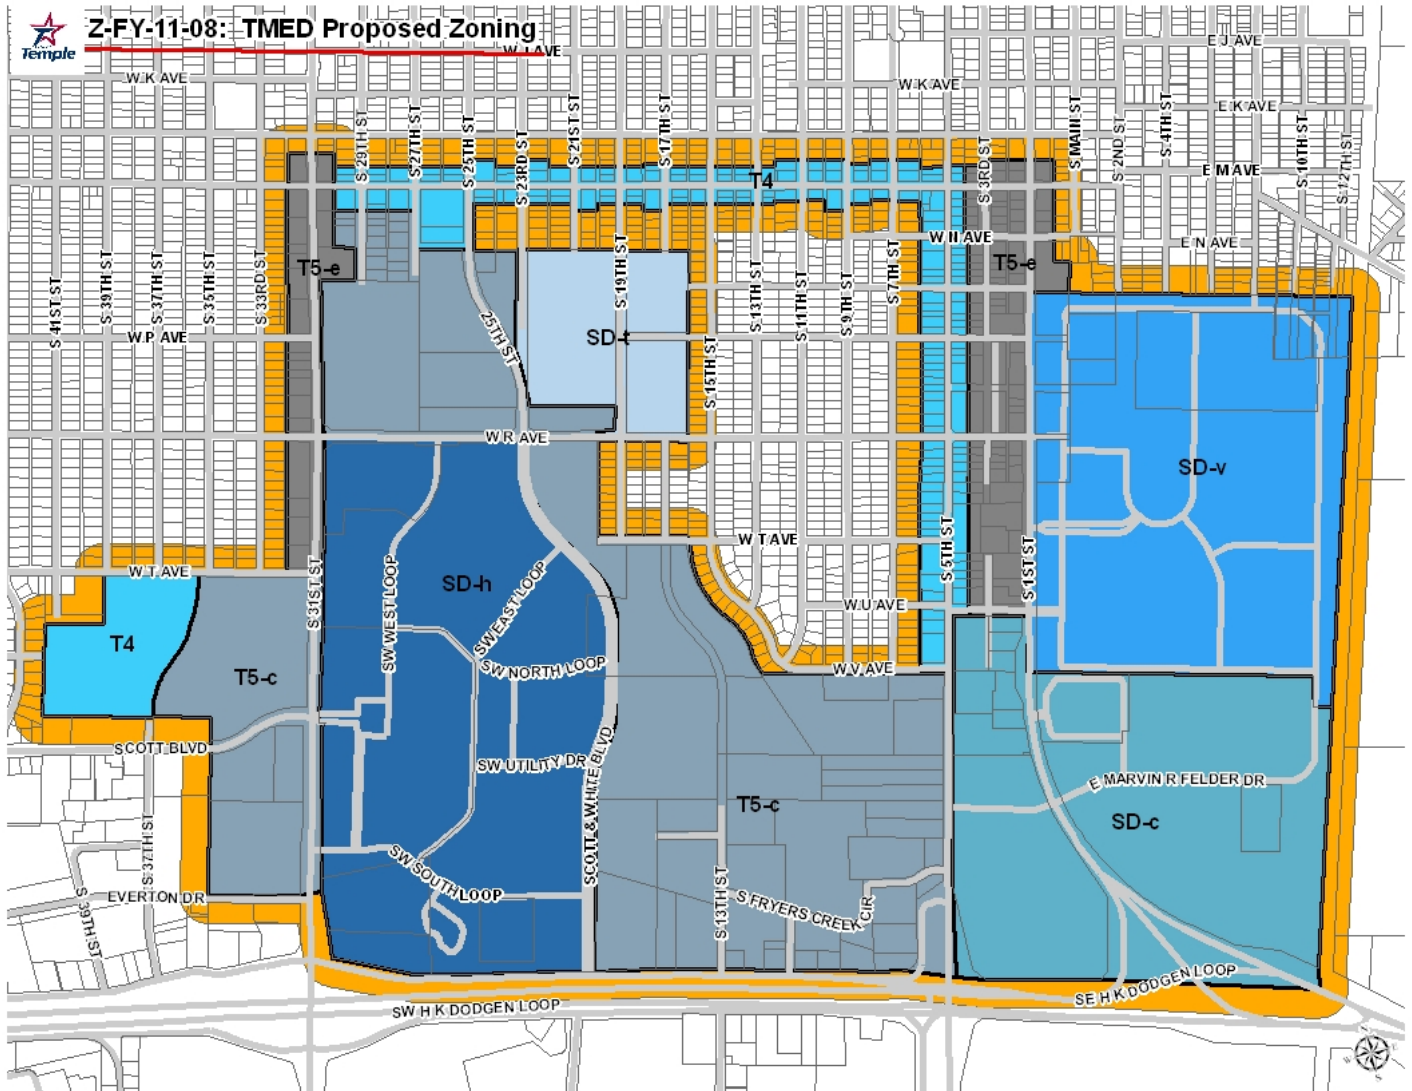 Z-FY-11-08: TMED Proposed Zoning
Temple
W I AVE
E J AVE
W K AVE
W K AVE
E K AVE
S 29TH ST
S 27TH ST
S 25TH ST
S 23RD ST
S 21ST ST
S 17TH ST
S 3RD ST
S MAIN ST
S 2ND ST
S 4TH ST
S 10TH ST
S 12TH ST
E M AVE
T4
W N AVE
E N AVE
T5-e
T5-e
S 41ST ST
S 39TH ST
S 37TH ST
S 35TH ST
S 33RD ST
S 19TH ST
S 13TH ST
S 11TH ST
S 9TH ST
S 7TH ST
25TH ST
SD-t
W P AVE
S 15TH ST
W R AVE
SD-v
W T AVE
W T AVE
S 31ST ST
SD-h
SW WEST LOOP
SW EAST LOOP
S 5TH ST
S 1ST ST
W U AVE
T4
T5-c
SW NORTH LOOP
W V AVE
SCOTT BLVD
SW UTILITY DR
SCOTT & WHITE BLVD
T5-c
E MARVIN R FELDER DR
SD-c
S 37TH ST
S 39TH ST
EVERTON DR
SW SOUTH LOOP
S 13TH ST
S FRYERS CREEK CIR
SE H K DODGEN LOOP
SW H K DODGEN LOOP
S
W
E
S